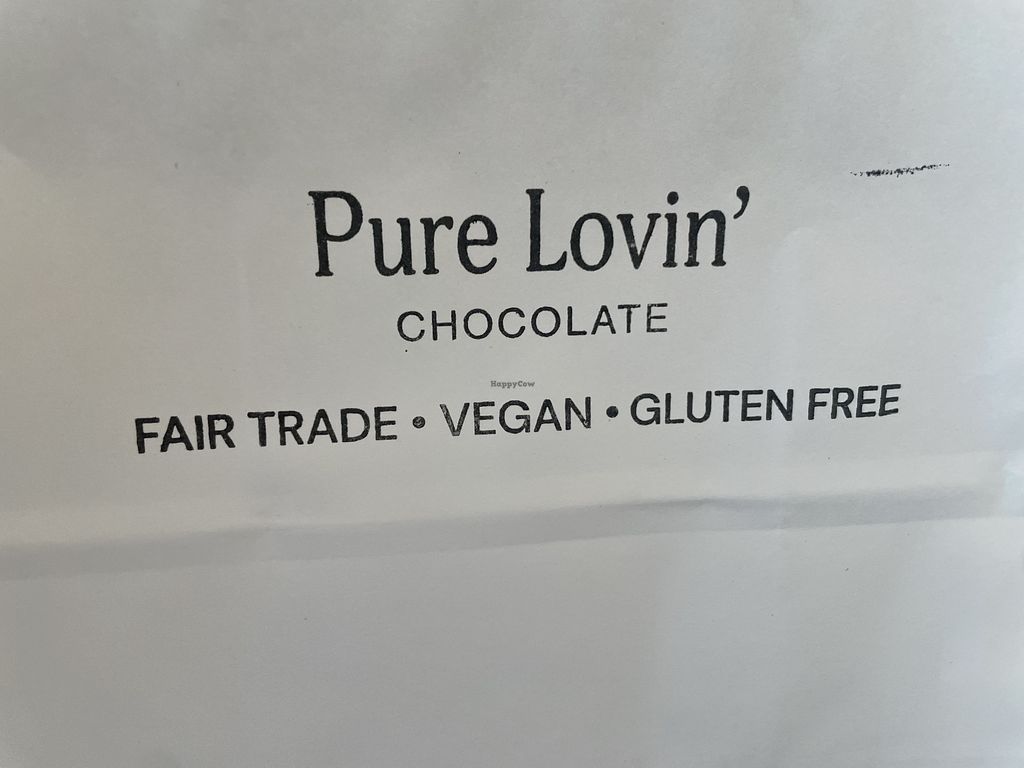 Pure Lovin’
CHOCOLATE
HappyCow
FAIR TRADE • VEGAN • GLUTEN FREE